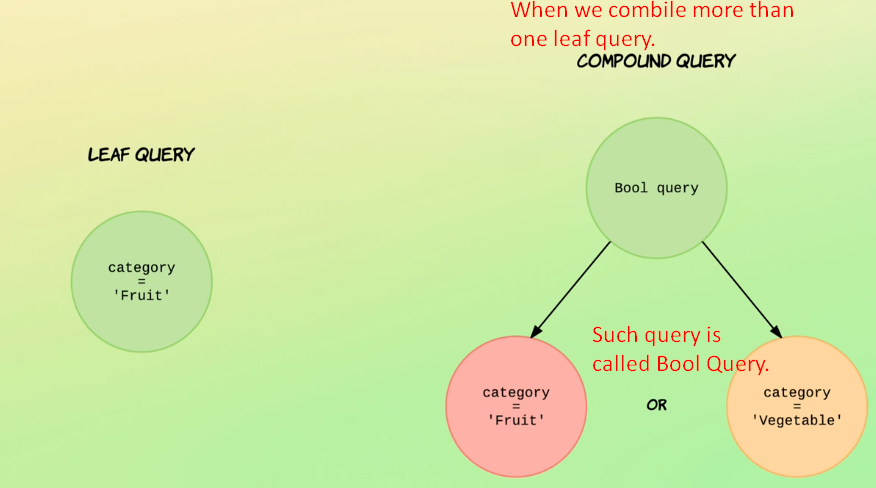 When we combile more than
one leaf query.
COMPOUND QUERY
LEAF QUERY
Bool query
category
=
'Fruit'
Such query is
called Bool Query.
category
=
'Fruit'
OR
category
=
'Vegetable'